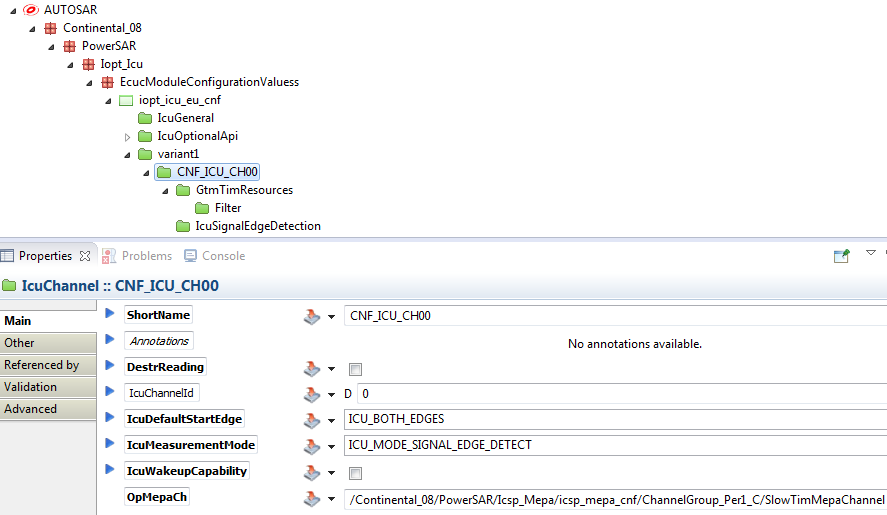 AUTOSAR
Continental_08
PowerSAR
Iopt_Icu
EcucModuleConfigurationValuess
iopt_icu_eu_cnf
IcuGeneral
IcuOptionalApi
variant1
CNF_ICU_CH00
GtmTimResources
Filter
IcuSignalEdgeDetection
Properties Problems Console
IcuChannel :: CNF_ICU_CH00
Main
Other
Referenced by
Validation
Advanced
ShortName CNF_ICU_CH00
Annotations No annotations available.
DestrReading
IcuChannelId D 0
IcuDefaultStartEdge ICU_BOTH_EDGES
IcuMeasurementMode ICU_MODE_SIGNAL_EDGE_DETECT
IcuWakeupCapability
OpMepaCh /Continental_08/PowerSAR/Icsp_Mepa/icsp_mepa_cnf/ChannelGroup_Per1_C/SlowTimMepaChannel